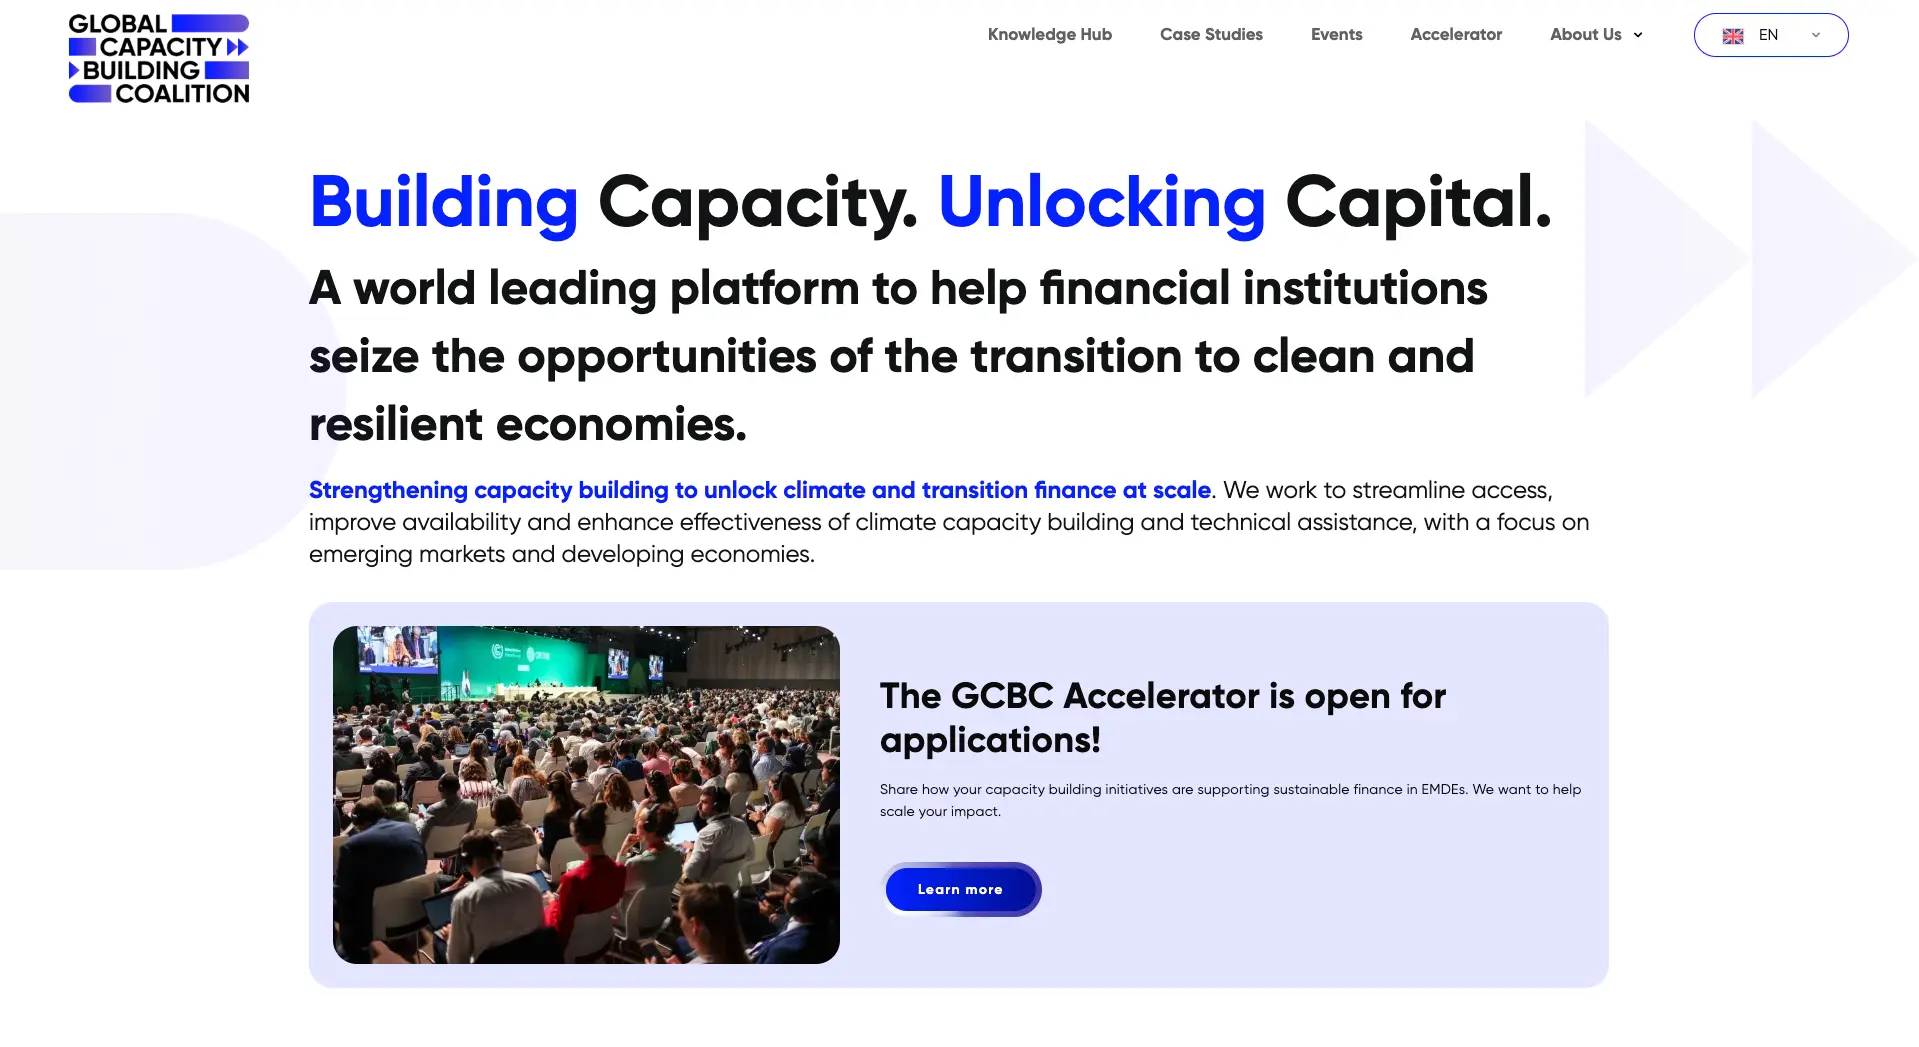 GLOBAL
CAPACITY
BUILDING
COALITION
Knowledge Hub
Case Studies
Events
Accelerator
About Us
EN
Building Capacity. Unlocking Capital.
A world leading platform to help financial institutions
seize the opportunities of the transition to clean and
resilient economies.
Strengthening capacity building to unlock climate and transition finance at scale. We work to streamline access,
improve availability and enhance effectiveness of climate capacity building and technical assistance, with a focus on
emerging markets and developing economies.
The GCBC Accelerator is open for
applications!
Share how your capacity building initiatives are supporting sustainable finance in EMDEs. We want to help
scale your impact.
Learn more